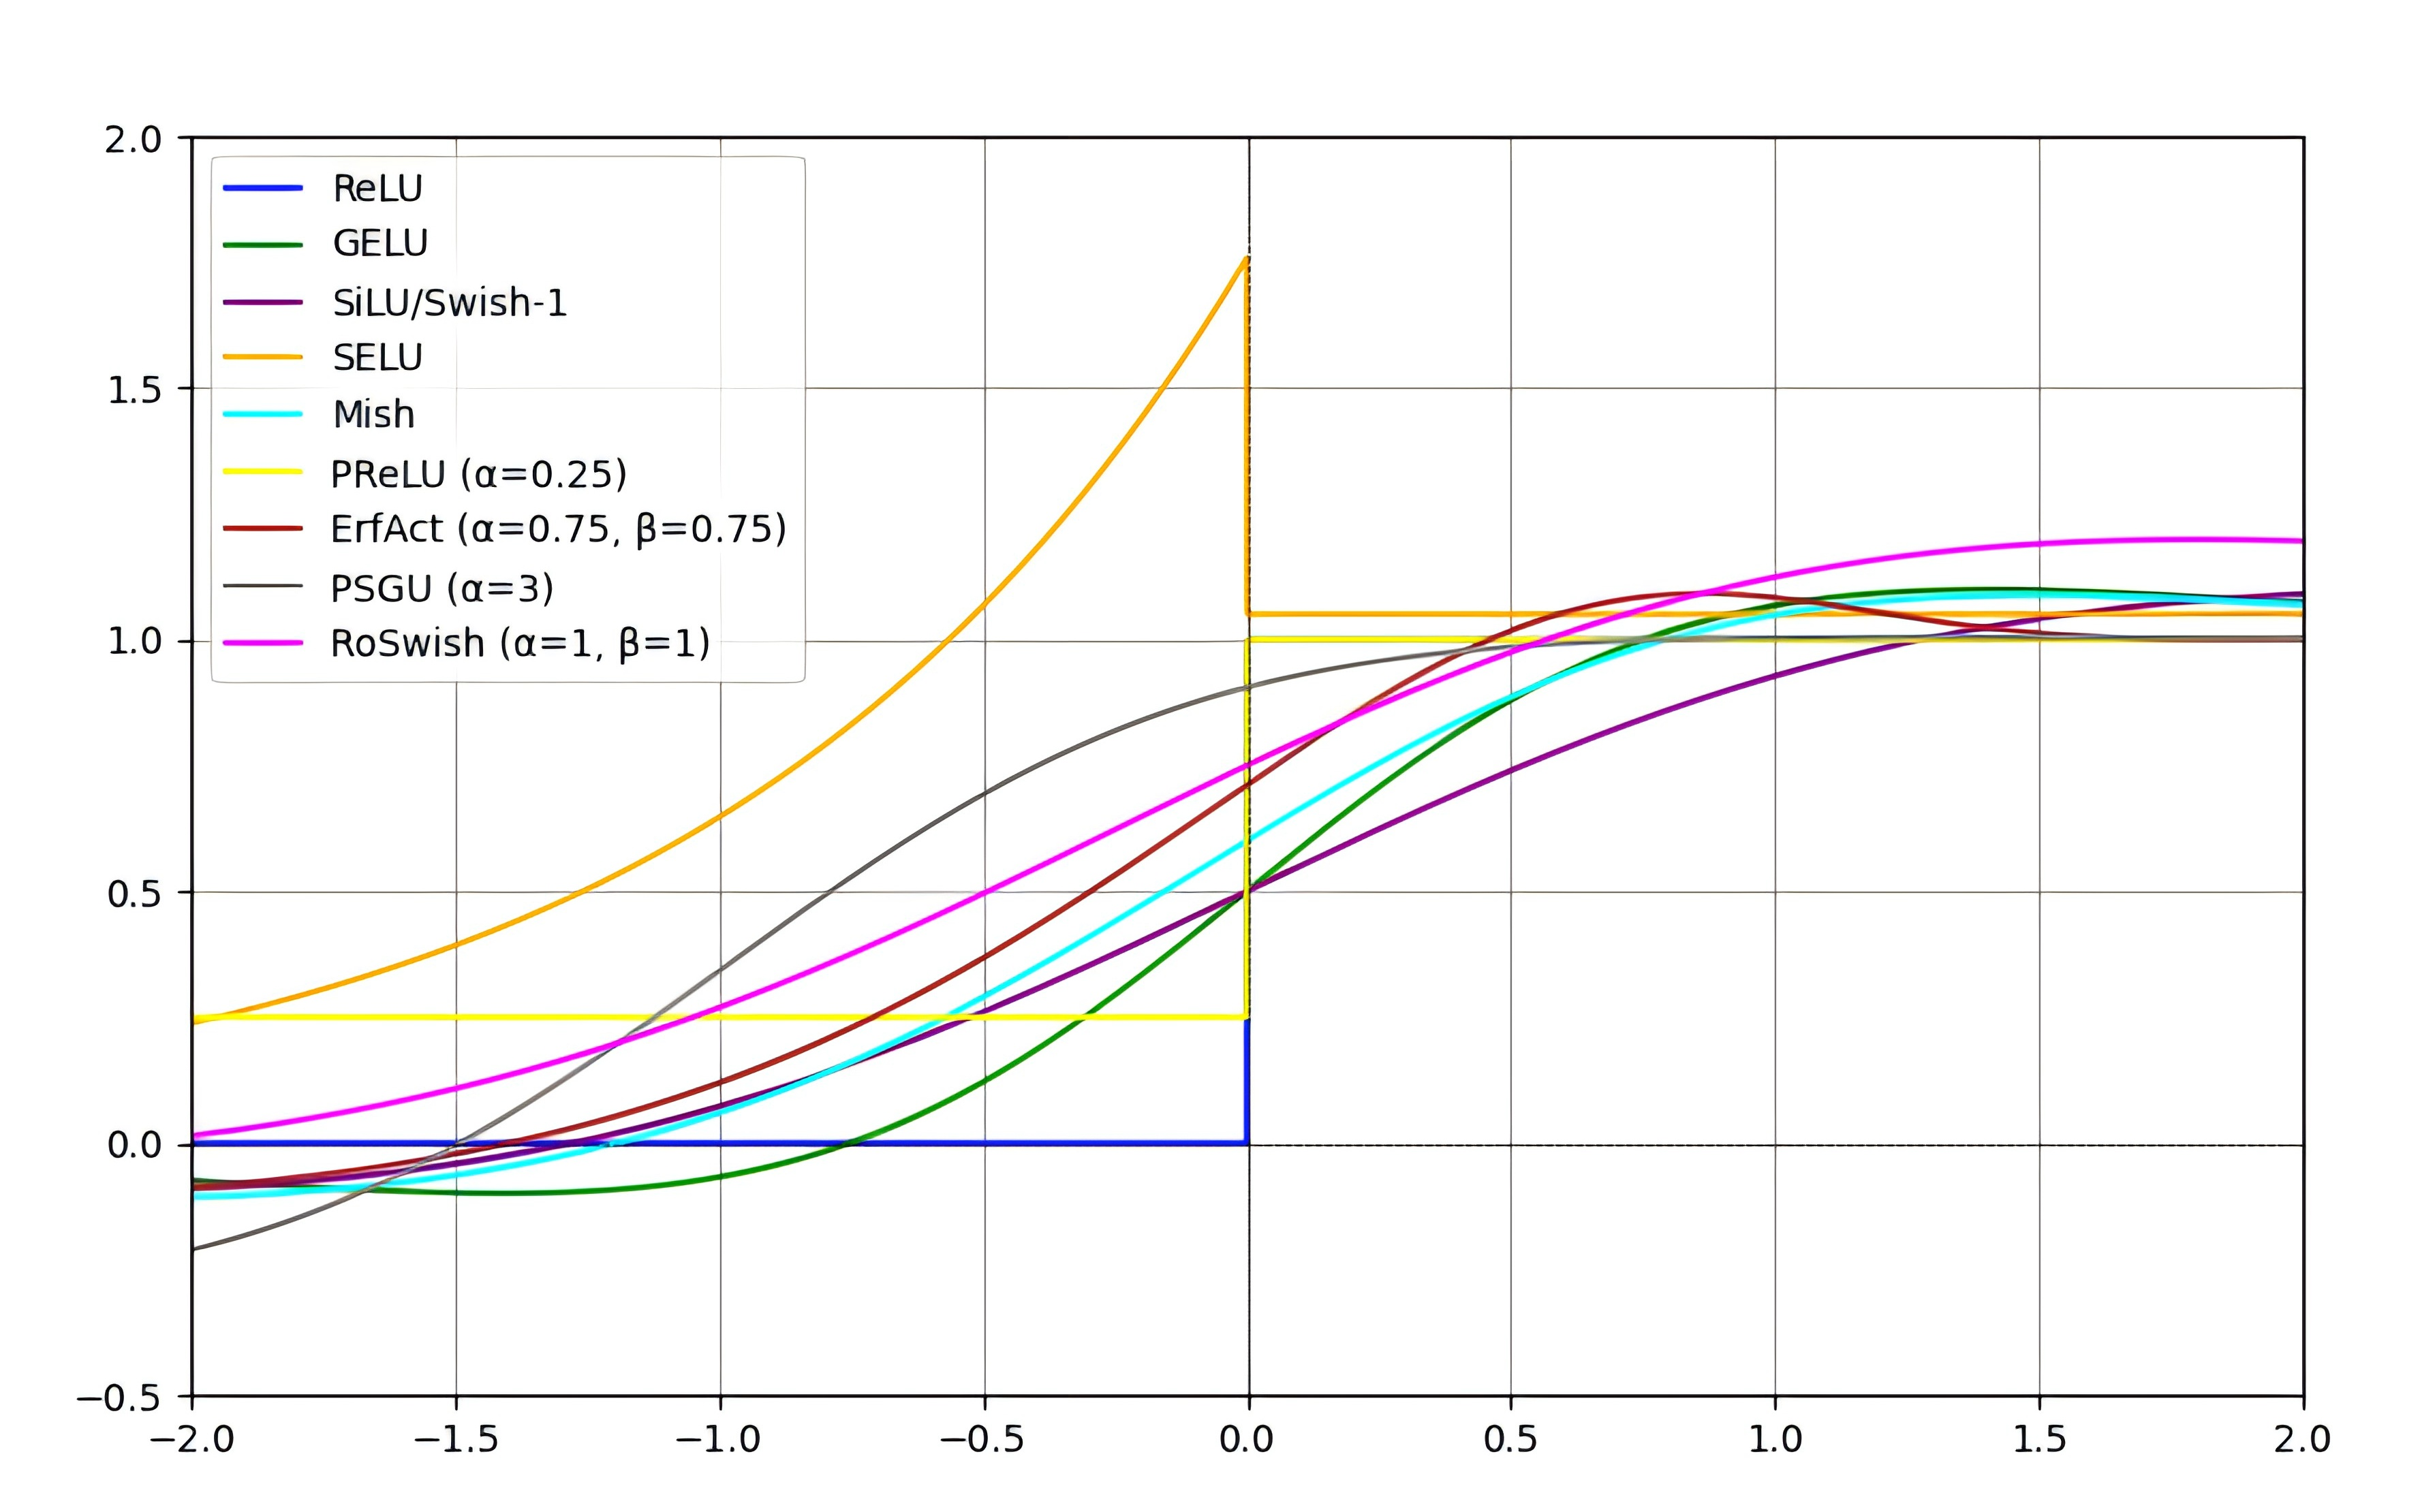 2.0
1.5
1.0
0.5
0.0
−0.5
ReLU
GELU
SiLU/Swish-1
SELU
Mish
PReLU (α=0.25)
ErfAct (α=0.75, β=0.75)
PSGU (α=3)
RoSwish (α=1, β=1)
−2.0 −1.5 −1.0 −0.5 0.0 0.5 1.0 1.5 2.0